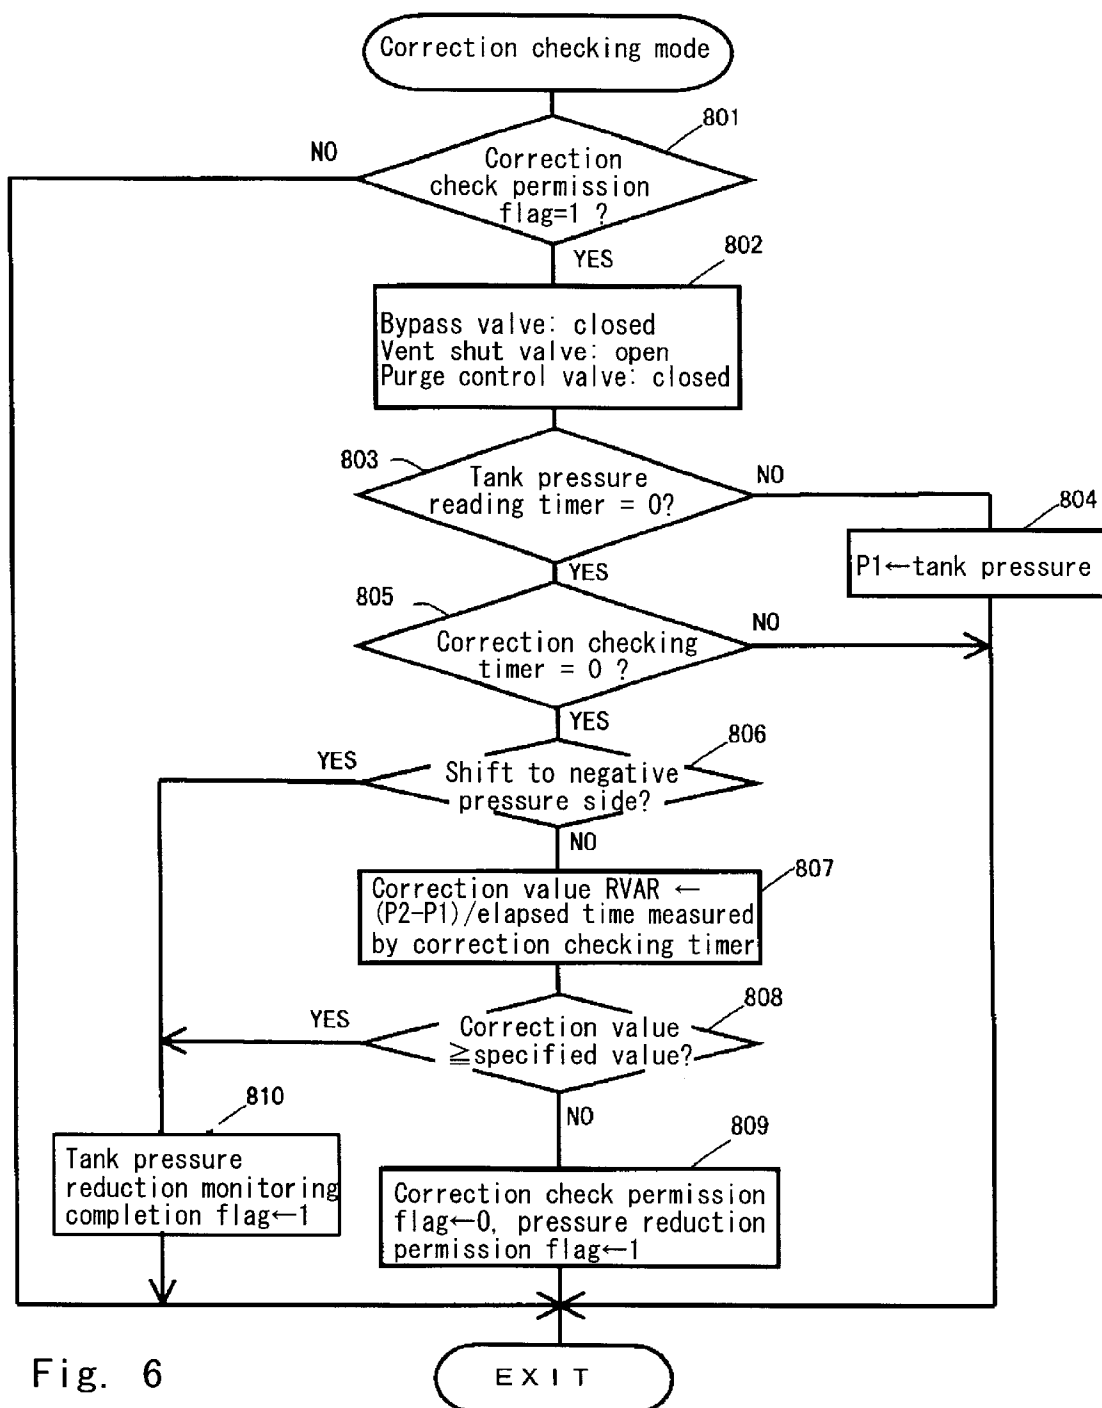 Correction checking mode
801
NO
Correction
check permission
flag=1 ?
YES
802
Bypass valve: closed
Vent shut valve: open
Purge control valve: closed
803
Tank pressure
reading timer = 0?
NO
804
P1←tank pressure
YES
805
Correction checking
timer = 0 ?
NO
YES
806
YES
Shift to negative
pressure side?
NO
807
Correction value RVAR ←
(P2-P1)/elapsed time measured
by correction checking timer
808
YES
Correction value
≧specified value?
NO
810
809
Tank pressure
reduction monitoring
completion flag←1
Correction check permission
flag←0, pressure reduction
permission flag←1
EXIT
Fig. 6